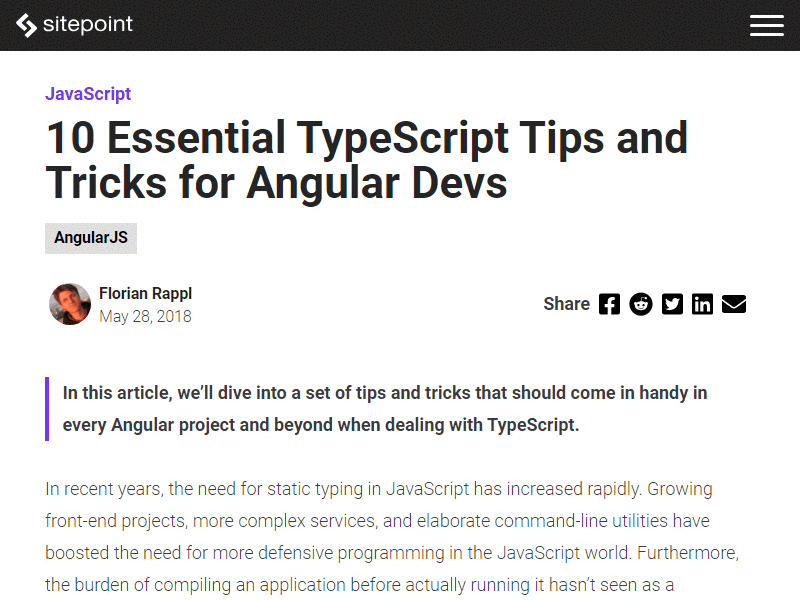 sitepoint
JavaScript
10 Essential TypeScript Tips and
Tricks for Angular Devs
AngularJS
Florian Rappl
May 28, 2018
Share
In this article, we’ll dive into a set of tips and tricks that should come in handy in
every Angular project and beyond when dealing with TypeScript.
In recent years, the need for static typing in JavaScript has increased rapidly. Growing
front-end projects, more complex services, and elaborate command-line utilities have
boosted the need for more defensive programming in the JavaScript world. Furthermore,
the burden of compiling an application before actually running it hasn’t seen as a